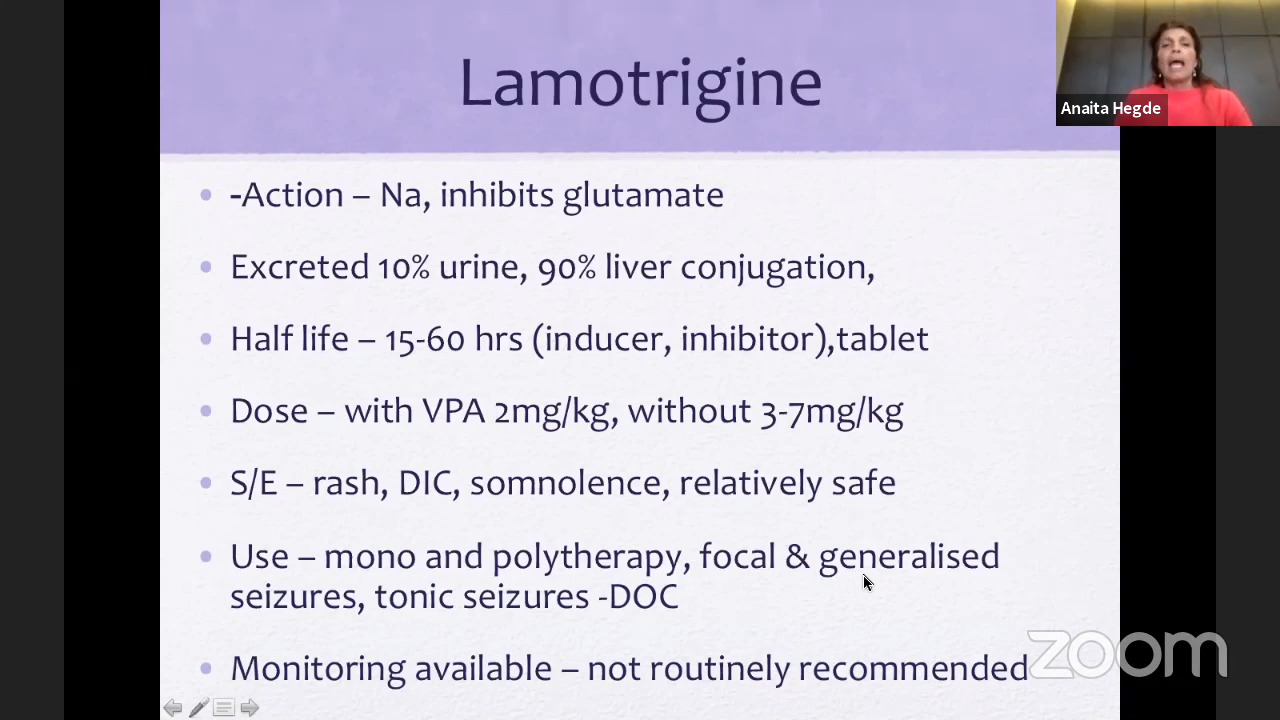 Lamotrigine
Anaita Hegde
• -Action – Na, inhibits glutamate
• Excreted 10% urine, 90% liver conjugation,
• Half life – 15-60 hrs (inducer, inhibitor),tablet
• Dose – with VPA 2mg/kg, without 3-7mg/kg
• S/E – rash, DIC, somnolence, relatively safe
• Use – mono and polytherapy, focal & generalised
seizures, tonic seizures -DOC
• Monitoring available – not routinely recommended
zoom